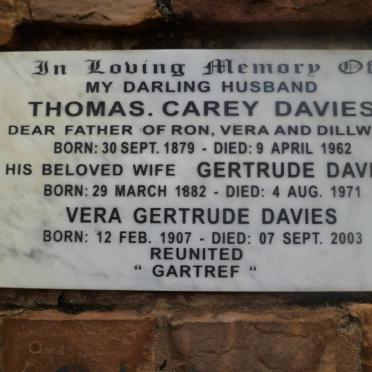 In Loving Memory Of
MY DARLING HUSBAND
THOMAS. CAREY DAVIES
DEAR FATHER OF RON, VERA AND
BORN: 30 SEPT. 1879 - DIED: 9 APRIL 1962
HIS BELOVED WIFE GERTRUDE
BORN: 29 MARCH 1882 - DIED: 4 AUG. 1971
VERA GERTRUDE DAVIES
BORN: 12 FEB. 1907 - DIED: 07 SEPT. 2003
REUNITED
" GARTREF "